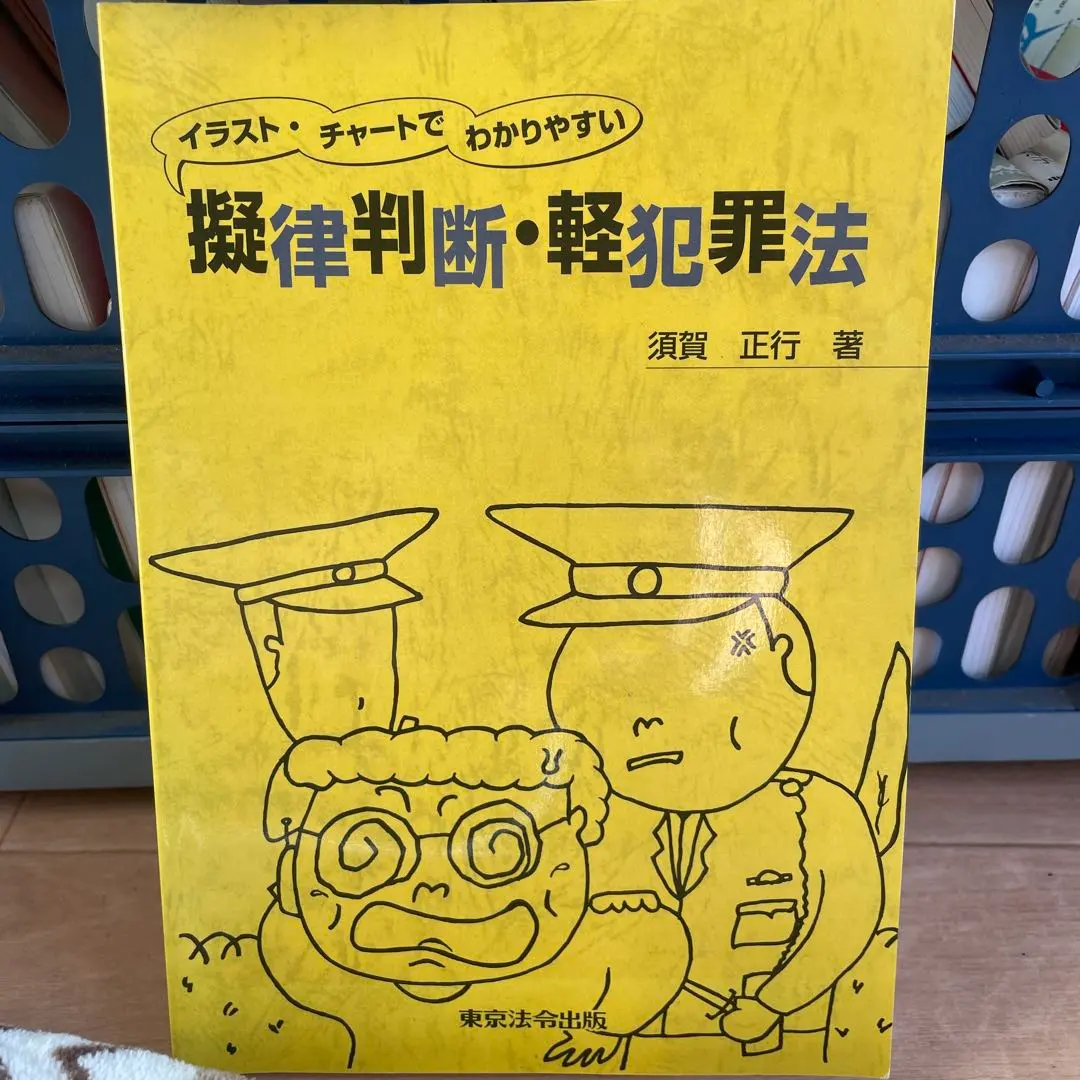 イラスト・チャートでわかりやすい
擬律判断・軽犯罪法
須賀 正行 著
東京法令出版